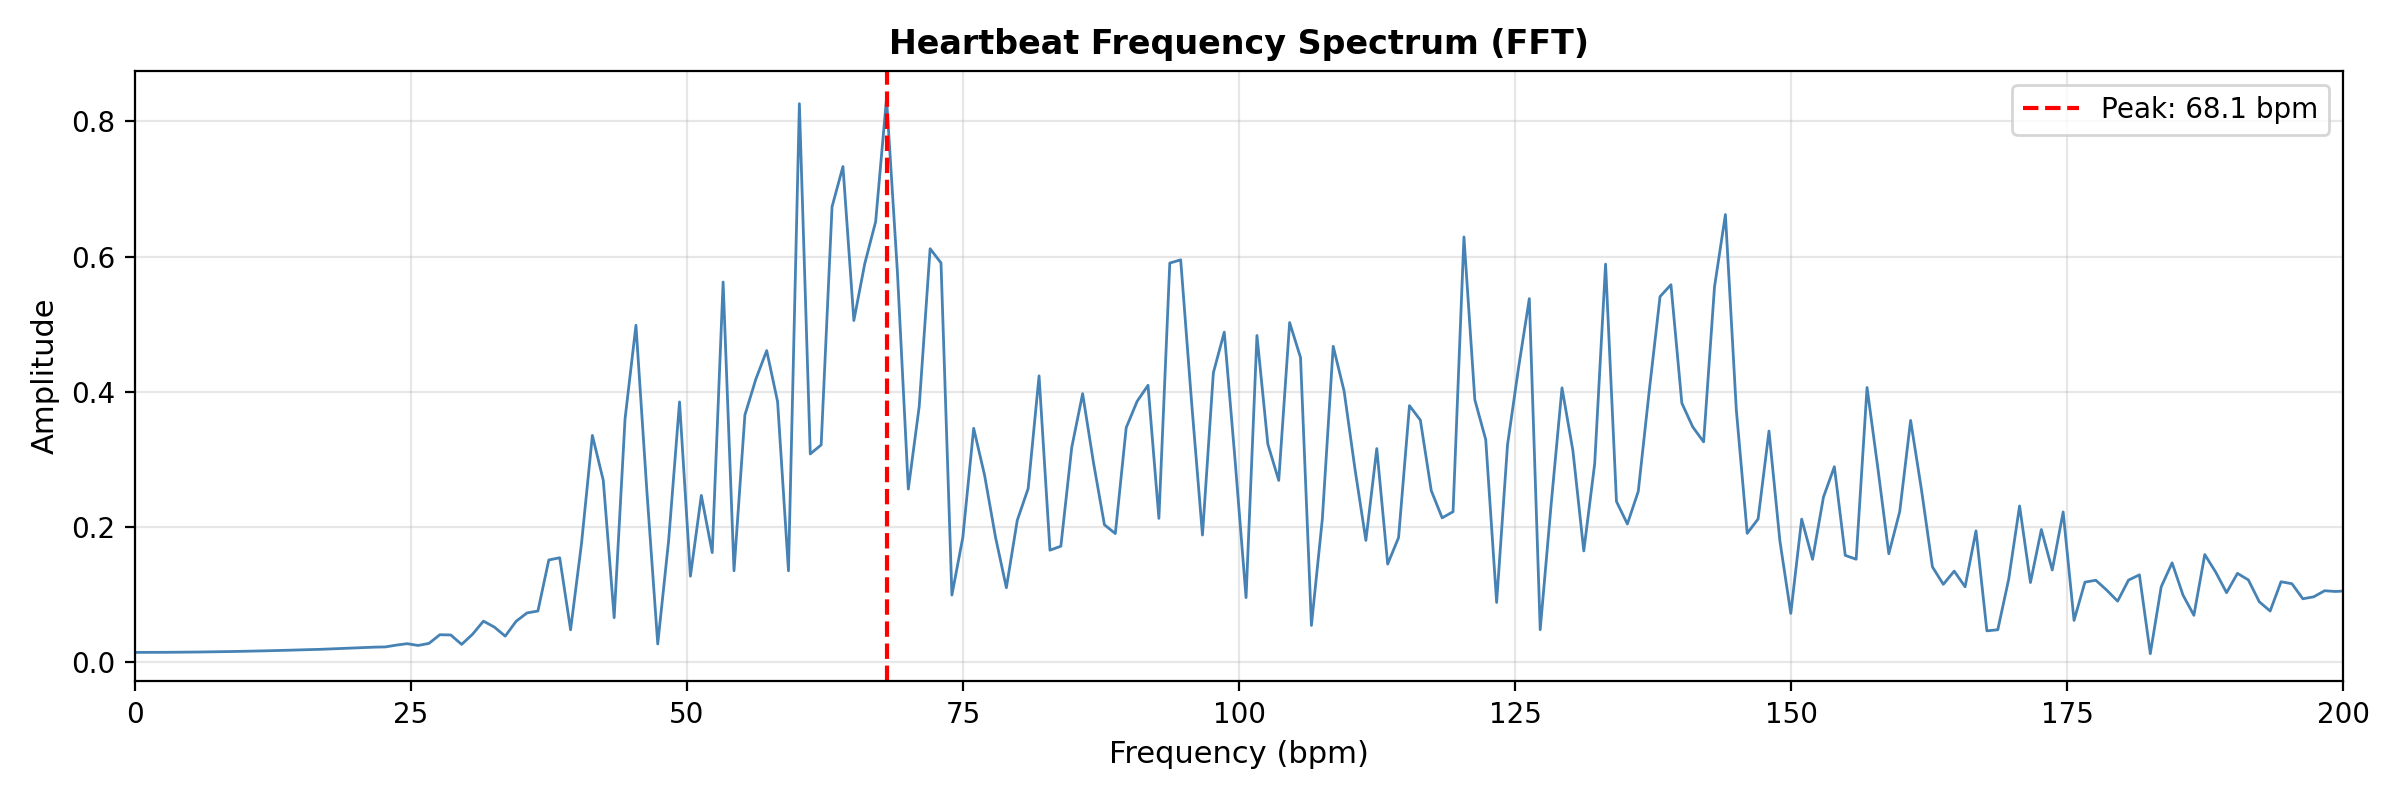 Heartbeat Frequency Spectrum (FFT)
Peak: 68.1 bpm
Amplitude
0.8
0.6
0.4
0.2
0.0
0 25 50 75 100 125 150 175 200
Frequency (bpm)